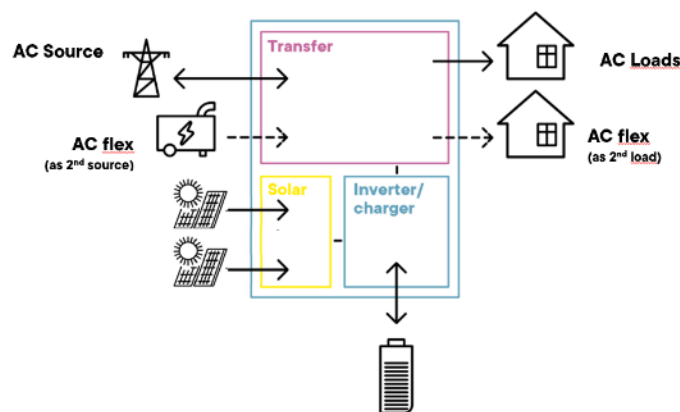 Transfer
AC Source
AC Loads
AC flex
(as 2nd source)
AC flex
(as 2nd load)
Solar
Inverter/
charger